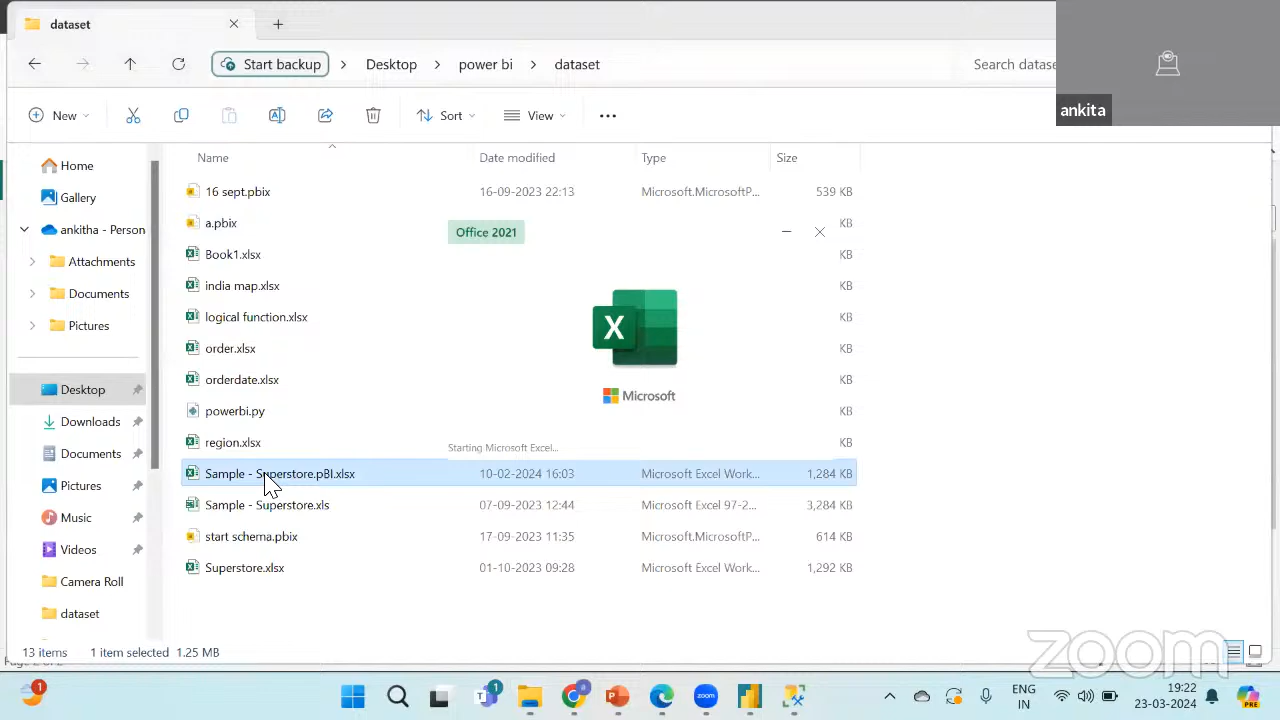 dataset
Start backup > Desktop > power bi > dataset
Search datase
ankita
New
Sort
View
Name Date modified Type Size
Home
Gallery
ankitha - Person
Attachments
Documents
Pictures
Desktop
Downloads
Documents
Pictures
Music
Videos
Camera Roll
dataset
16 sept.pbix 16-09-2023 22:13 Microsoft.MicrosoftP... 539 KB
a.pbix KB
Book1.xlsx KB
india map.xlsx KB
logical function.xlsx KB
order.xlsx KB
orderdate.xlsx KB
powerbi.py KB
region.xlsx KB
Sample - Superstore.pBI.xlsx 10-02-2024 16:03 Microsoft Excel Work... 1,284 KB
Sample - Superstore.xls 07-09-2023 12:44 Microsoft Excel 97-2... 3,284 KB
start schema.pbix 17-09-2023 11:35 Microsoft.MicrosoftP... 614 KB
Superstore.xlsx 01-10-2023 09:28 Microsoft Excel Work... 1,292 KB
Office 2021
X
Microsoft
Starting Microsoft Excel...
13 items 1 item selected 1.25 MB
zoom
1
1
a
zoom
ENG
IN
19:22
23-03-2024
PRE